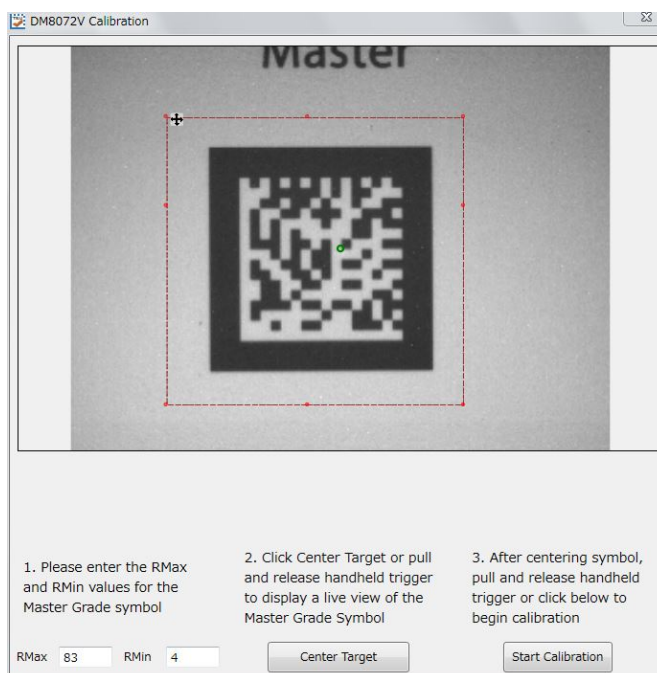 DM8072V Calibration
Master
1. Please enter the RMax
and RMin values for the
Master Grade symbol
2. Click Center Target or pull
and release handheld trigger
to display a live view of the
Master Grade Symbol
3. After centering symbol,
pull and release handheld
trigger or click below to
begin calibration
RMax 83 RMin 4 Center Target Start Calibration